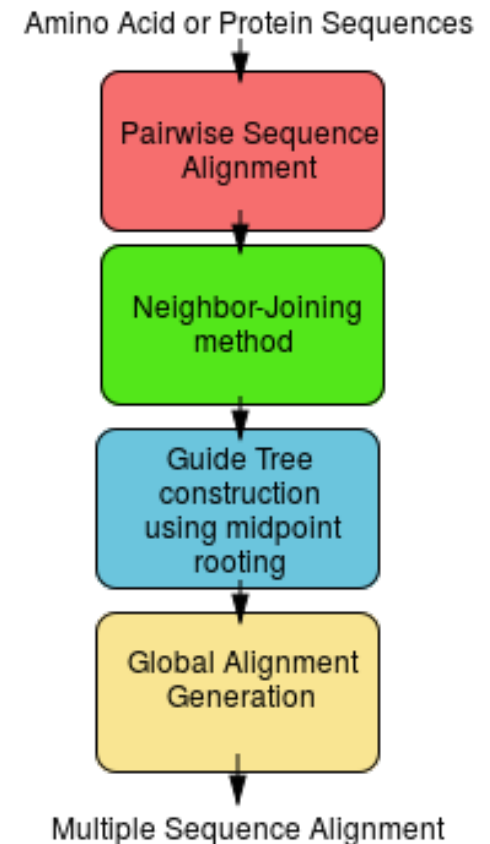 Amino Acid or Protein Sequences
Pairwise Sequence
Alignment
Neighbor-Joining
method
Guide Tree
construction
using midpoint
rooting
Global Alignment
Generation
Multiple Sequence Alignment